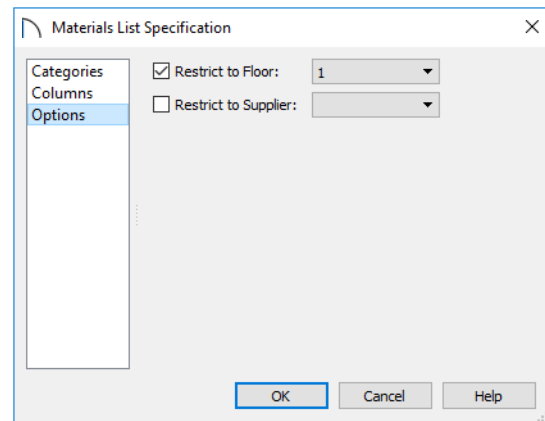 Materials List Specification
Categories
Columns
Options
Restrict to Floor: 1
Restrict to Supplier:
OK Cancel Help